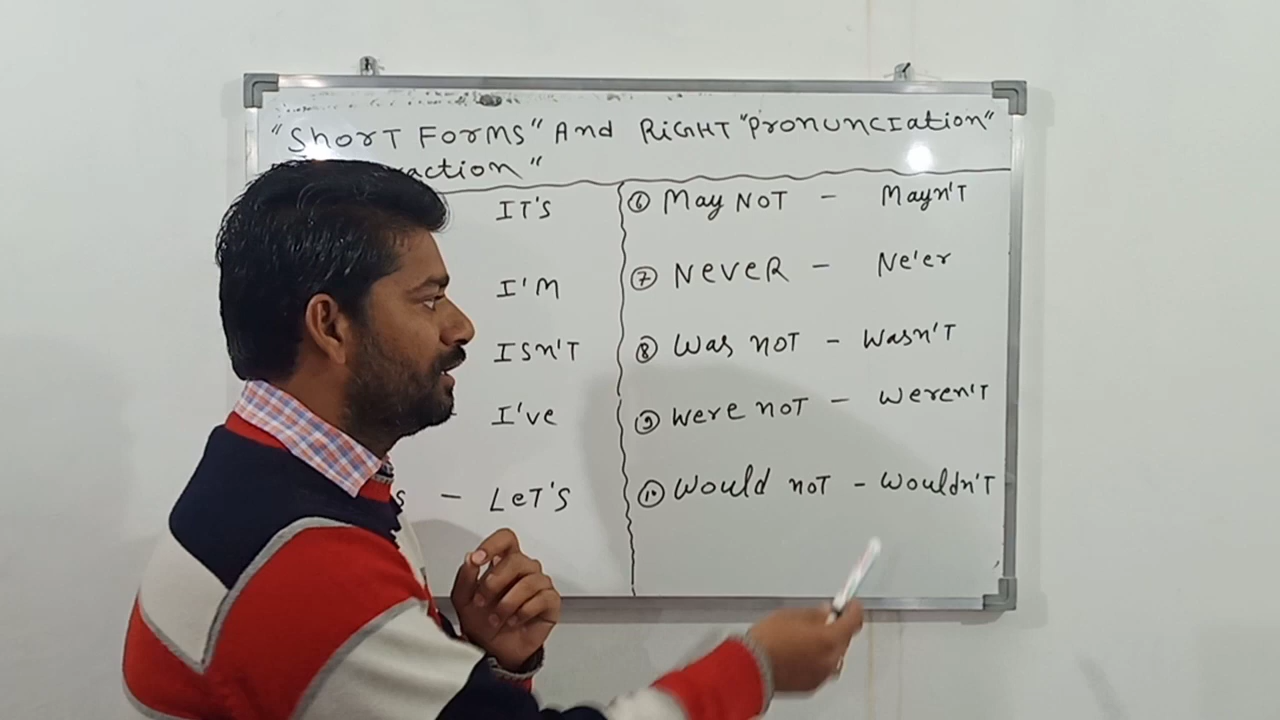 "Short Forms" And Right "Pronunciation"
"
IT'S
I'M
ISn'T
I've
- LeT'S
⑥ May NoT - Mayn'T
⑦ NeveR - Ne'er
⑧ Was noT - Wasn'T
⑨ were noT - weren'T
⑩ would noT - wouldn'T